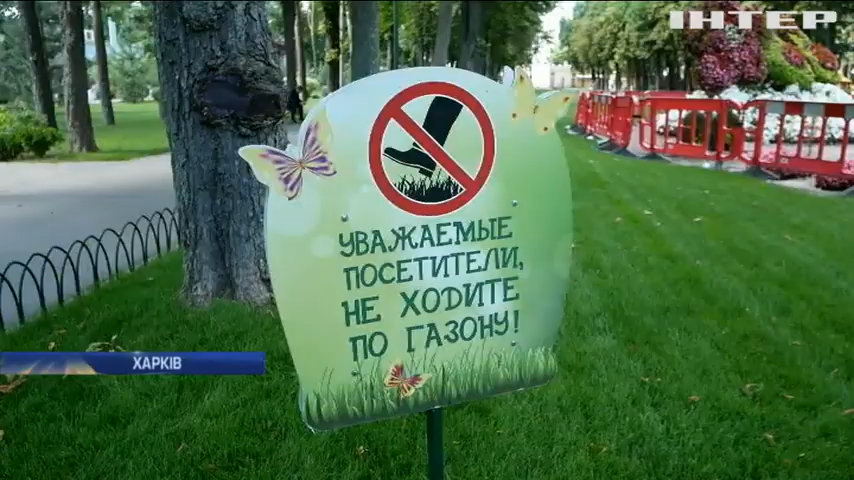 ІНТЕР
УВАЖАЕМЫЕ
ПОСЕТИТЕЛИ,
НЕ ХОДИТЕ
ПО ГАЗОНУ!
ХАРКІВ